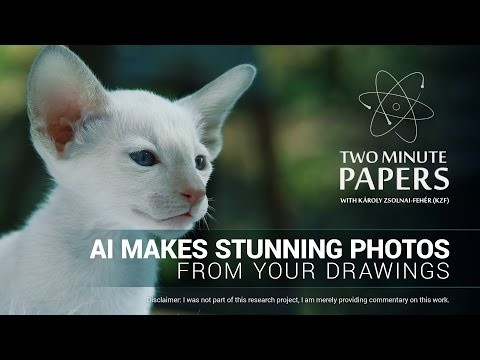 TWO MINUTE
PAPERS
WITH KÁROLY ZSOLNAI-FEHÉR (KZF)
AI MAKES STUNNING PHOTOS
FROM YOUR DRAWINGS
Disclaimer: I was not part of this research project, I am merely providing commentary on this work.